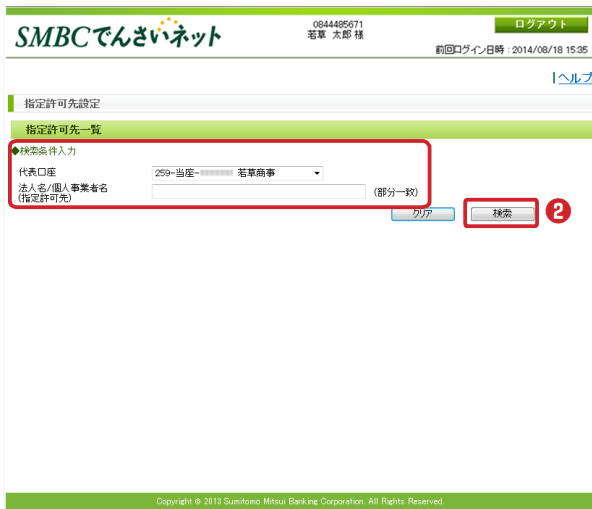 SMBCでんさいネット
0844485671
若草 太郎 様
ログアウト
前回ログイン日時 : 2014/08/18 15:35
ヘルプ
指定許可先設定
指定許可先一覧
◆検索条件入力
代表口座
259-当座- 若草商事
法人名/個人事業者名
(指定許可先)
(部分一致)
クリア
検索
❷
Copyright © 2013 Sumitomo Mitsui Banking Corporation. All Rights Reserved.